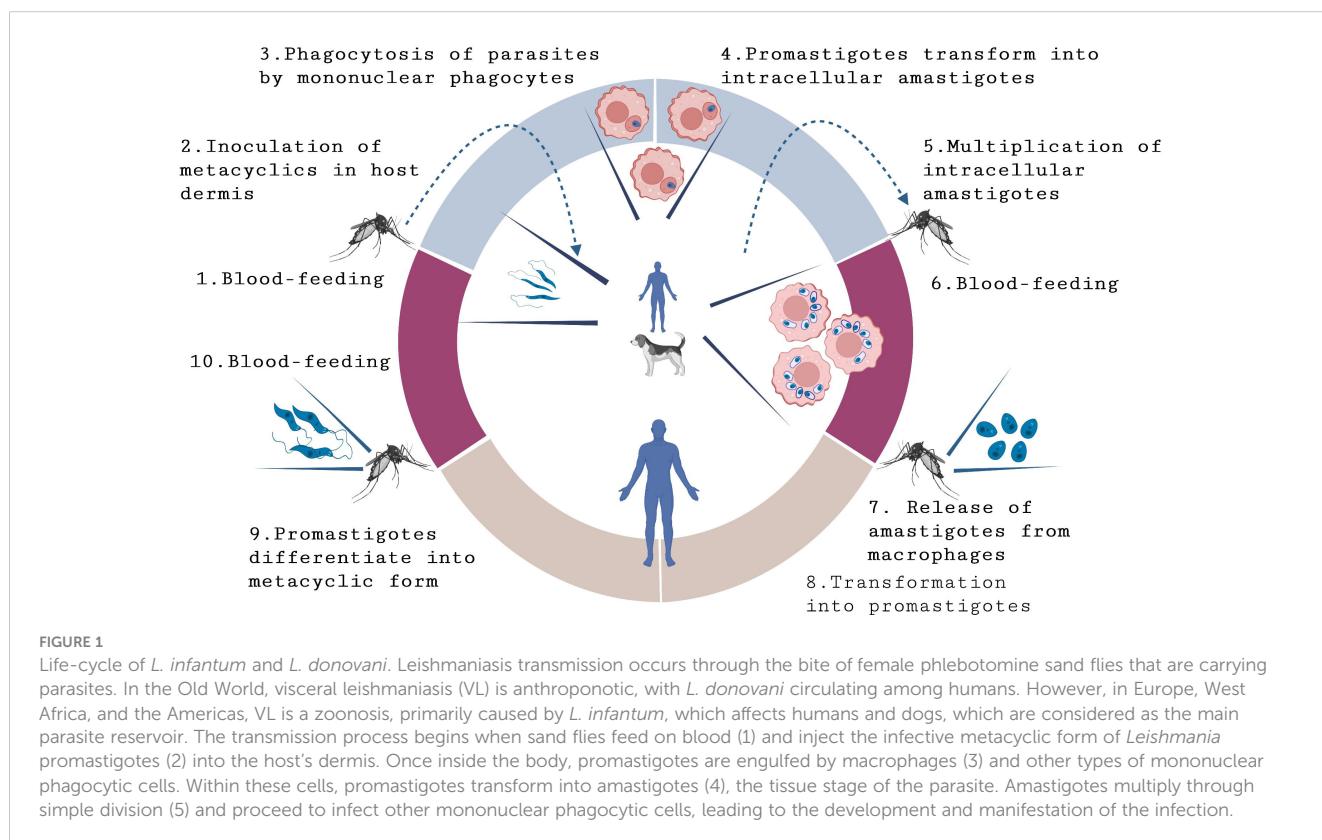 3.Phagocytosis of parasites
by mononuclear phagocytes
4.Promastigotes transform into
intracellular amastigotes
2.Inoculation of
metacyclics in host
dermis
5.Multiplication of
intracellular
amastigotes
1.Blood-feeding
6.Blood-feeding
10.Blood-feeding
9.Promastigotes
differentiate into
metacyclic form
7. Release of
amastigotes from
macrophages
8.Transformation
into promastigotes
FIGURE 1
Life-cycle of L. infantum and L. donovani. Leishmaniasis transmission occurs through the bite of female phlebotomine sand flies that are carrying
parasites. In the Old World, visceral leishmaniasis (VL) is anthroponotic, with L. donovani circulating among humans. However, in Europe, West
Africa, and the Americas, VL is a zoonosis, primarily caused by L. infantum, which affects humans and dogs, which are considered as the main
parasite reservoir. The transmission process begins when sand flies feed on blood (1) and inject the infective metacyclic form of Leishmania
promastigotes (2) into the host's dermis. Once inside the body, promastigotes are engulfed by macrophages (3) and other types of mononuclear
phagocytic cells. Within these cells, promastigotes transform into amastigotes (4), the tissue stage of the parasite. Amastigotes multiply through
simple division (5) and proceed to infect other mononuclear phagocytic cells, leading to the development and manifestation of the infection.